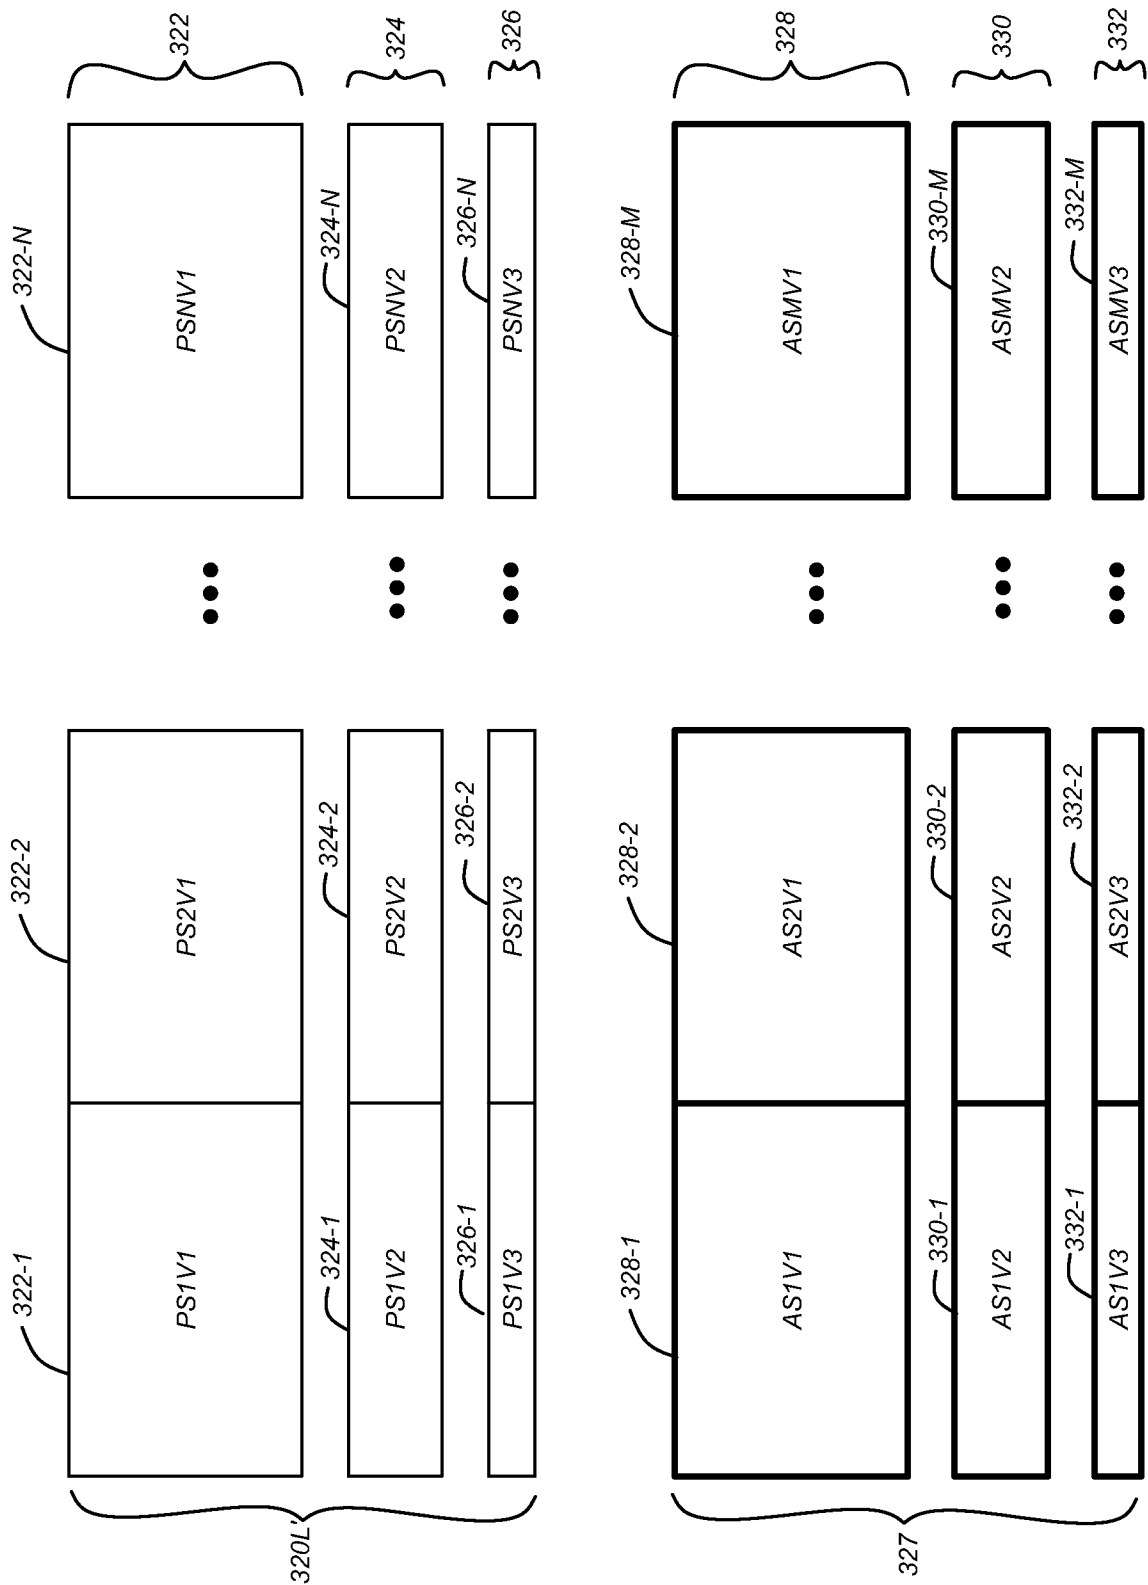 322-1
322-2
322-N
PS1V1
PS2V1
PSNV1
322
320L'
324-1
324-2
324-N
PS1V2
PS2V2
PSNV2
324
326-1
326-2
326-N
PS1V3
PS2V3
PSNV3
326
328-1
328-2
328-M
AS1V1
AS2V1
ASMV1
328
327
330-1
330-2
330-M
AS1V2
AS2V2
ASMV2
330
332-1
332-2
332-M
AS1V3
AS2V3
ASMV3
332